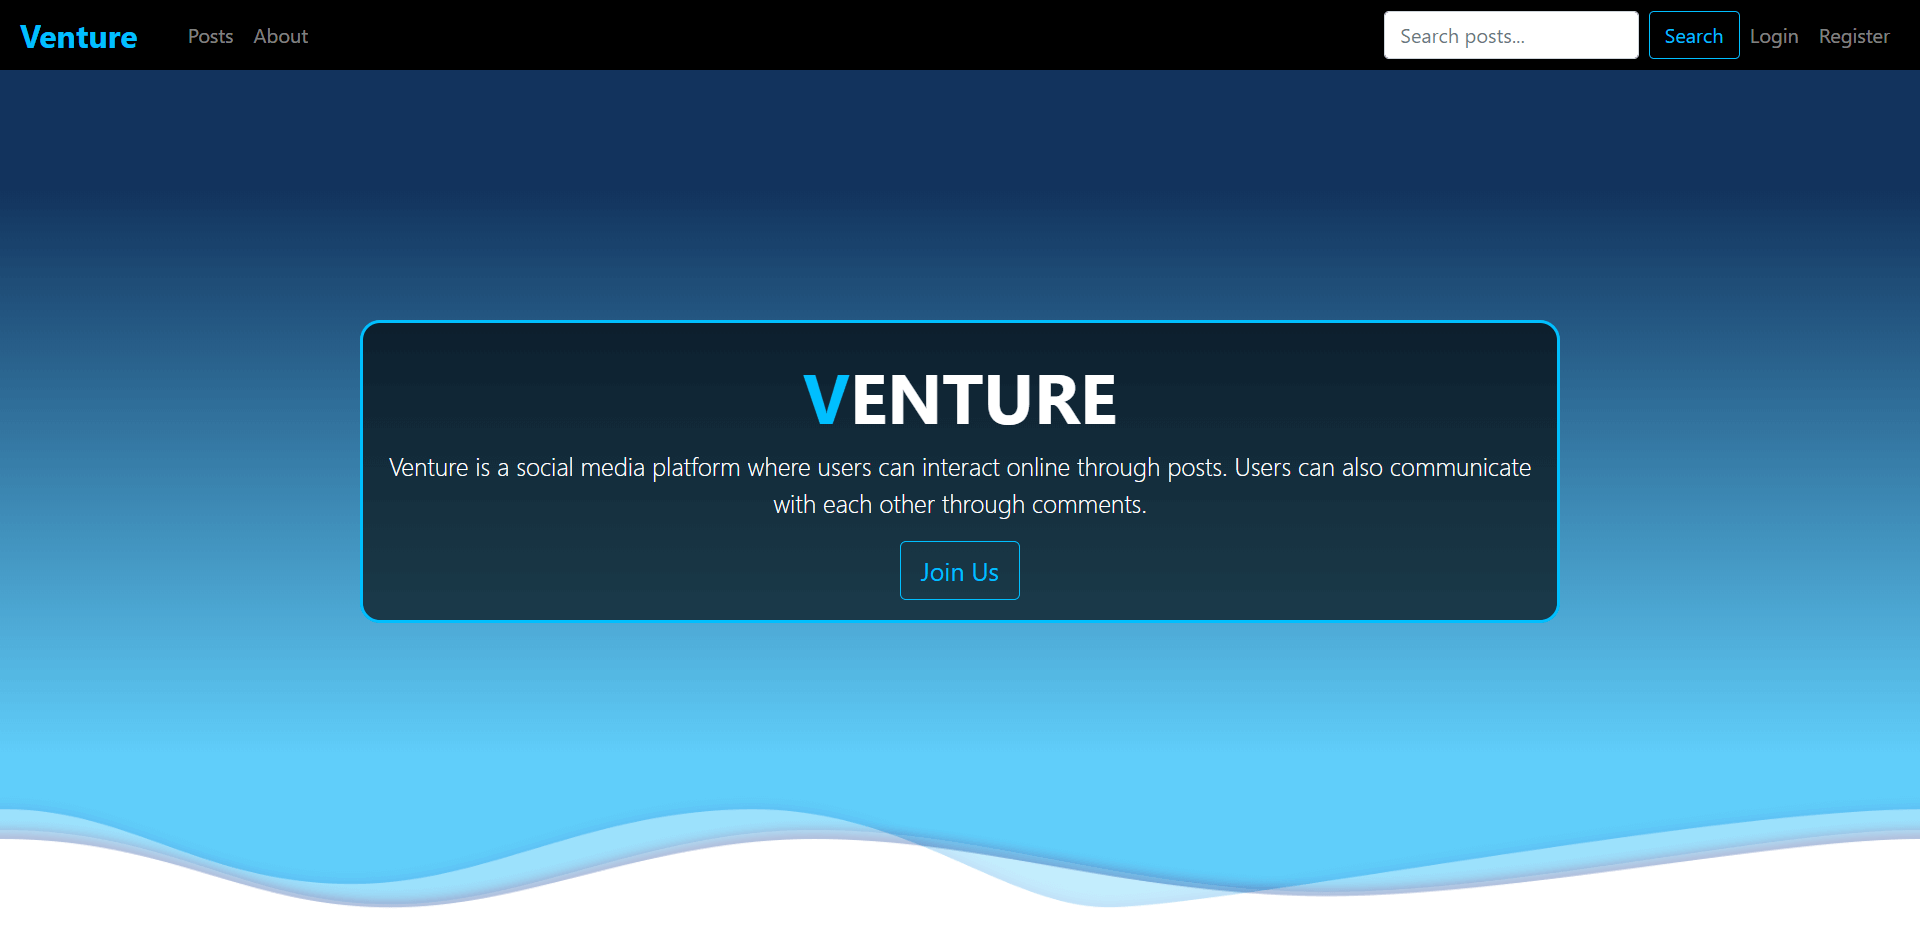 Venture Posts About Search posts... Search Login Register
VENTURE
Venture is a social media platform where users can interact online through posts. Users can also communicate
with each other through comments.
Join Us